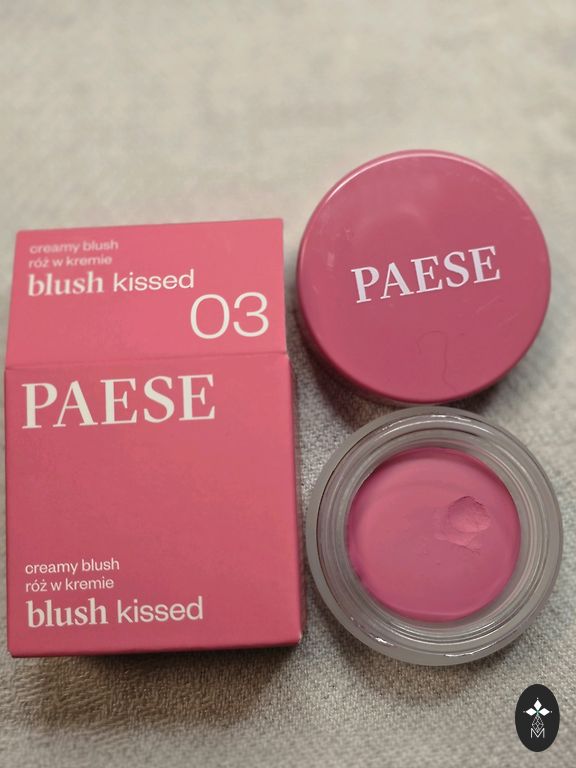 creamy blush
róż w kremie
blush kissed
03
PAESE
creamy blush
róż w kremie
blush kissed
PAESE
M